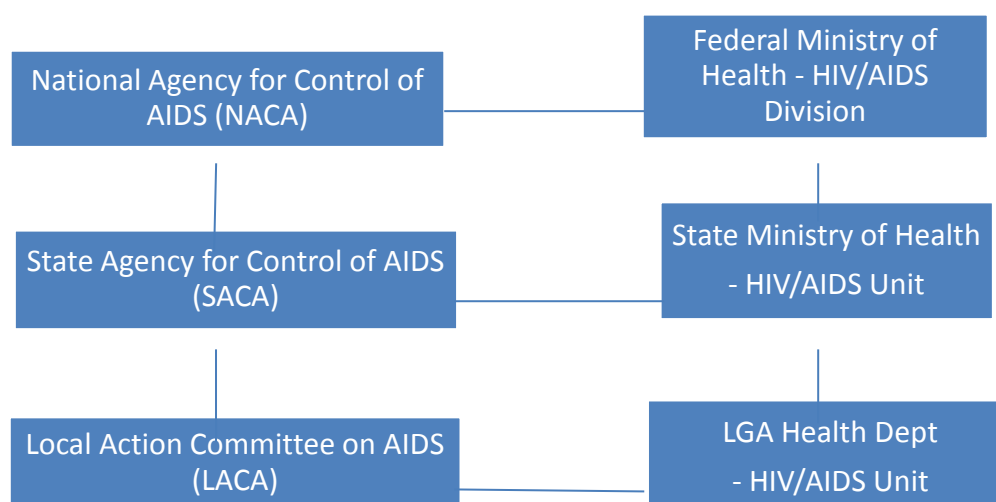 National Agency for Control of
AIDS (NACA)
Federal Ministry of
Health - HIV/AIDS
Division
State Agency for Control of AIDS
(SACA)
State Ministry of Health
- HIV/AIDS Unit
Local Action Committee on AIDS
(LACA)
LGA Health Dept
- HIV/AIDS Unit